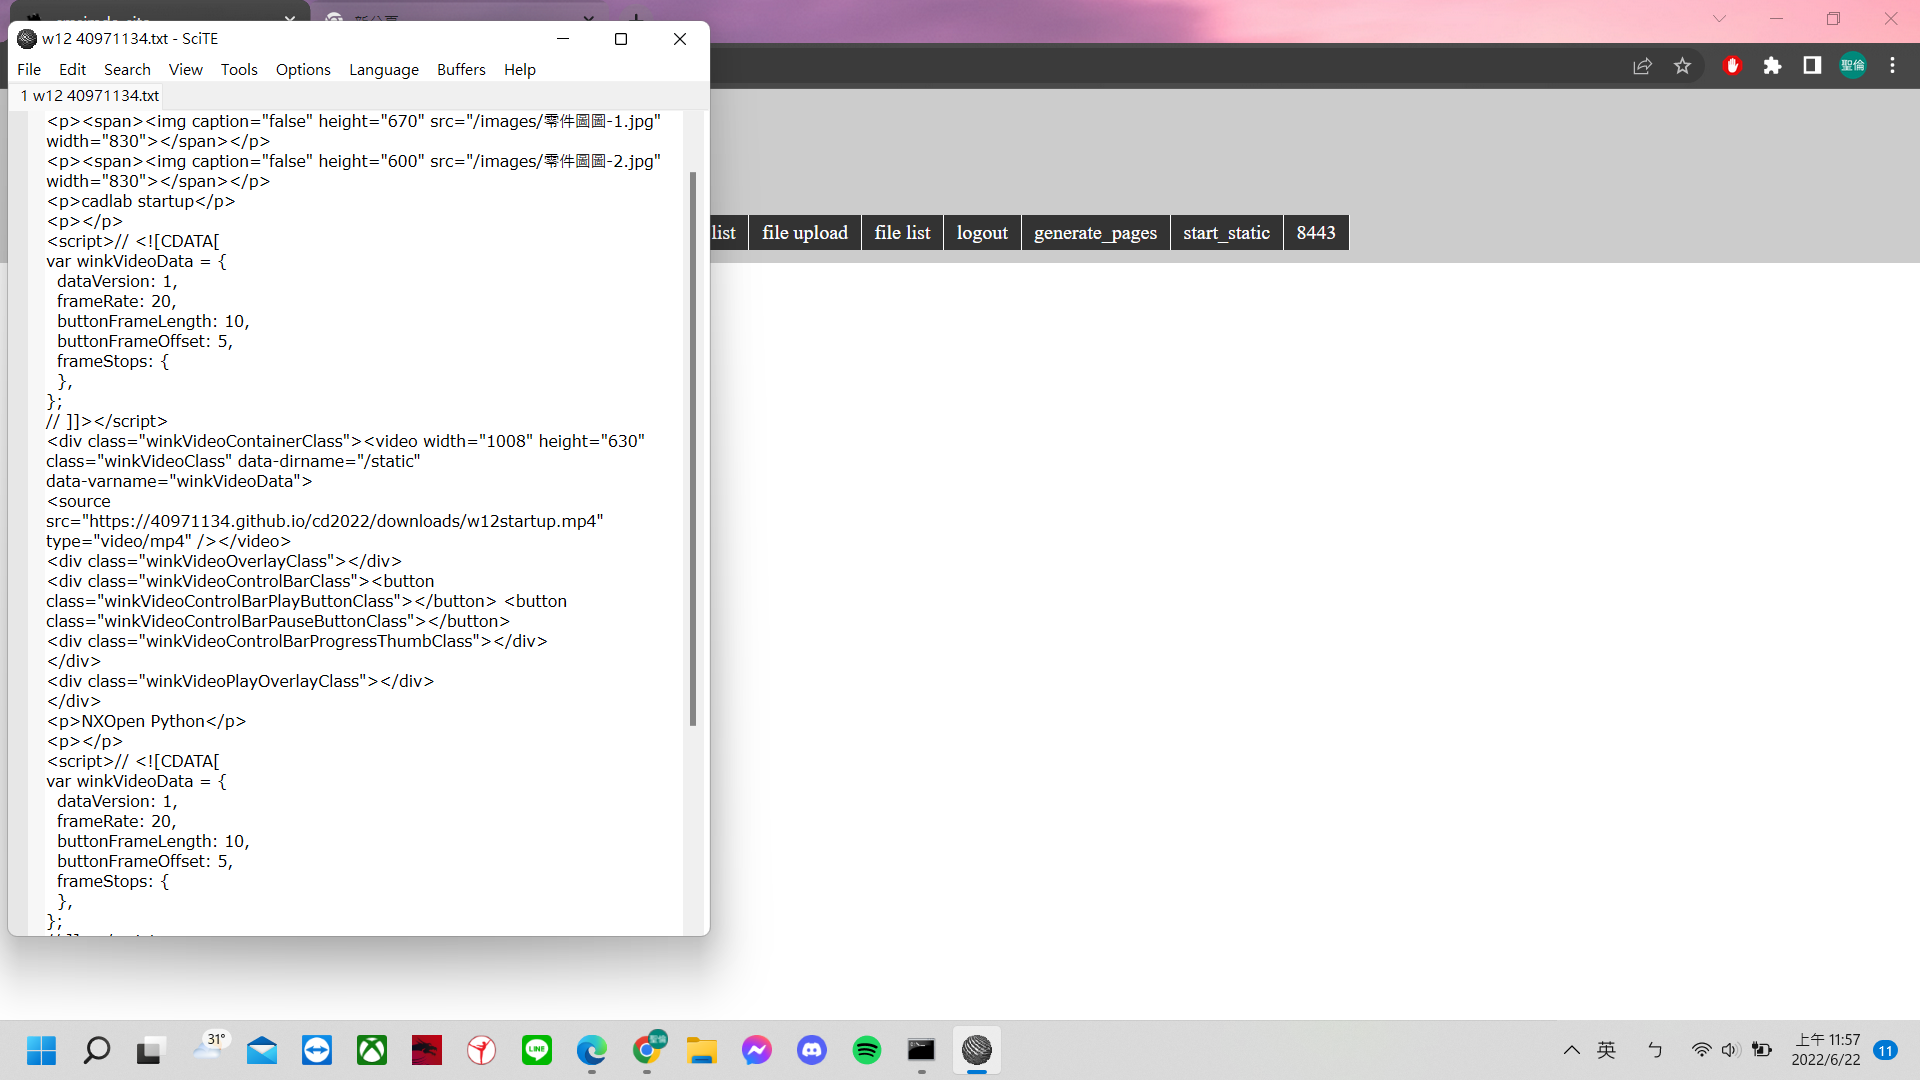 w12 40971134.txt - SciTE
File Edit Search View Tools Options Language Buffers Help
1 w12 40971134.txt
<p><span><img caption="false" height="670" src="/images/零件圖圖-1.jpg"
width="830"></span></p>
<p><span><img caption="false" height="600" src="/images/零件圖圖-2.jpg"
width="830"></span></p>
<p>cadlab startup</p>
<p></p>
<script>// <![CDATA[
var winkVideoData = {
  dataVersion: 1,
  frameRate: 20,
  buttonFrameLength: 10,
  buttonFrameOffset: 5,
  frameStops: {
  },
};
// ]]></script>
<div class="winkVideoContainerClass"><video width="1008" height="630"
class="winkVideoClass" data-dirname="/static"
data-varname="winkVideoData">
<source
src="https://40971134.github.io/cd2022/downloads/w12startup.mp4"
type="video/mp4" /></video>
<div class="winkVideoOverlayClass"></div>
<div class="winkVideoControlBarClass"><button
class="winkVideoControlBarPlayButtonClass"></button> <button
class="winkVideoControlBarPauseButtonClass"></button>
<div class="winkVideoControlBarProgressThumbClass"></div>
</div>
<div class="winkVideoPlayOverlayClass"></div>
</div>
<p>NXOpen Python</p>
<p></p>
<script>// <![CDATA[
var winkVideoData = {
  dataVersion: 1,
  frameRate: 20,
  buttonFrameLength: 10,
  buttonFrameOffset: 5,
  frameStops: {
  },
};
聖倫
list file upload file list logout generate_pages start_static 8443
31°
LINE
聖倫
英 ㄣ
上午 11:57
2022/6/22
11